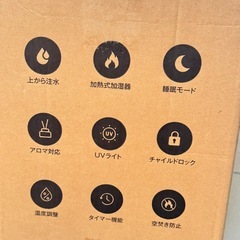 上から注水
加熱式加湿器
睡眠モード
アロマ対応
UV
UVライト
チャイルドロック
湿度調整
タイマー機能
空焚き防止